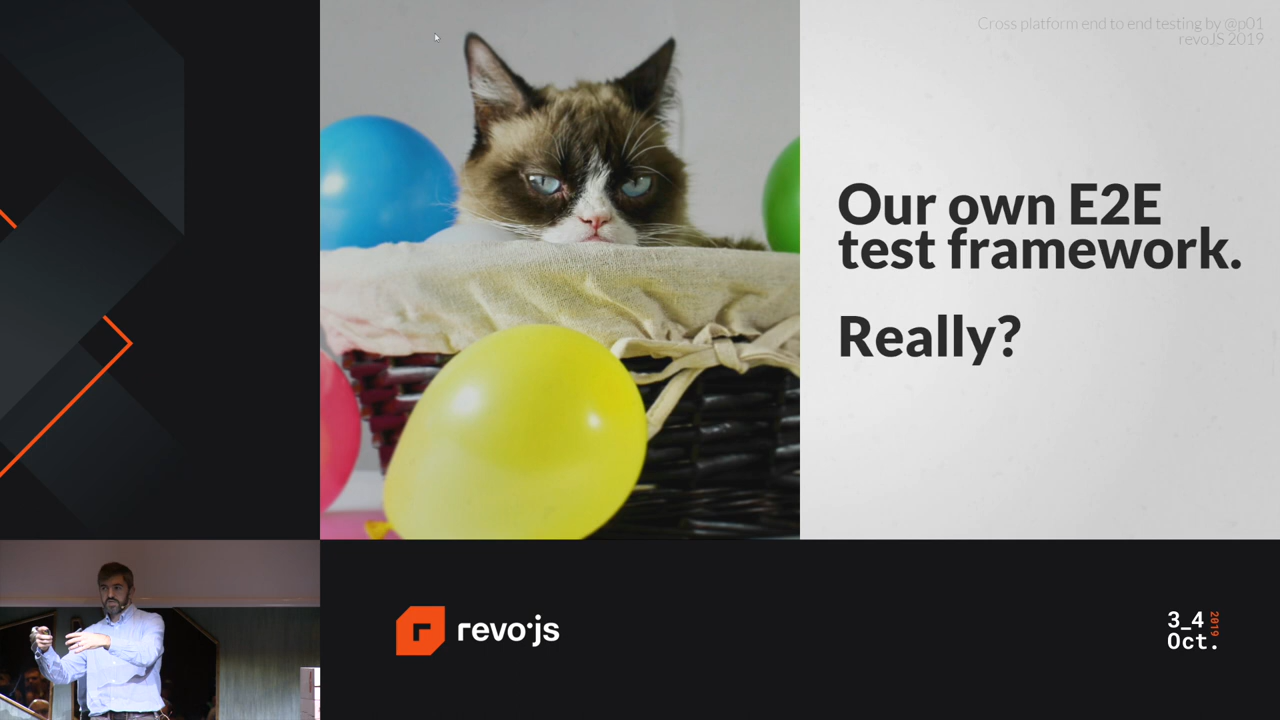 Cross platform end to end testing by @p01
revoJS 2019
Our own E2E
test framework.
Really?
r revo·js
3_4 2019
Oct.